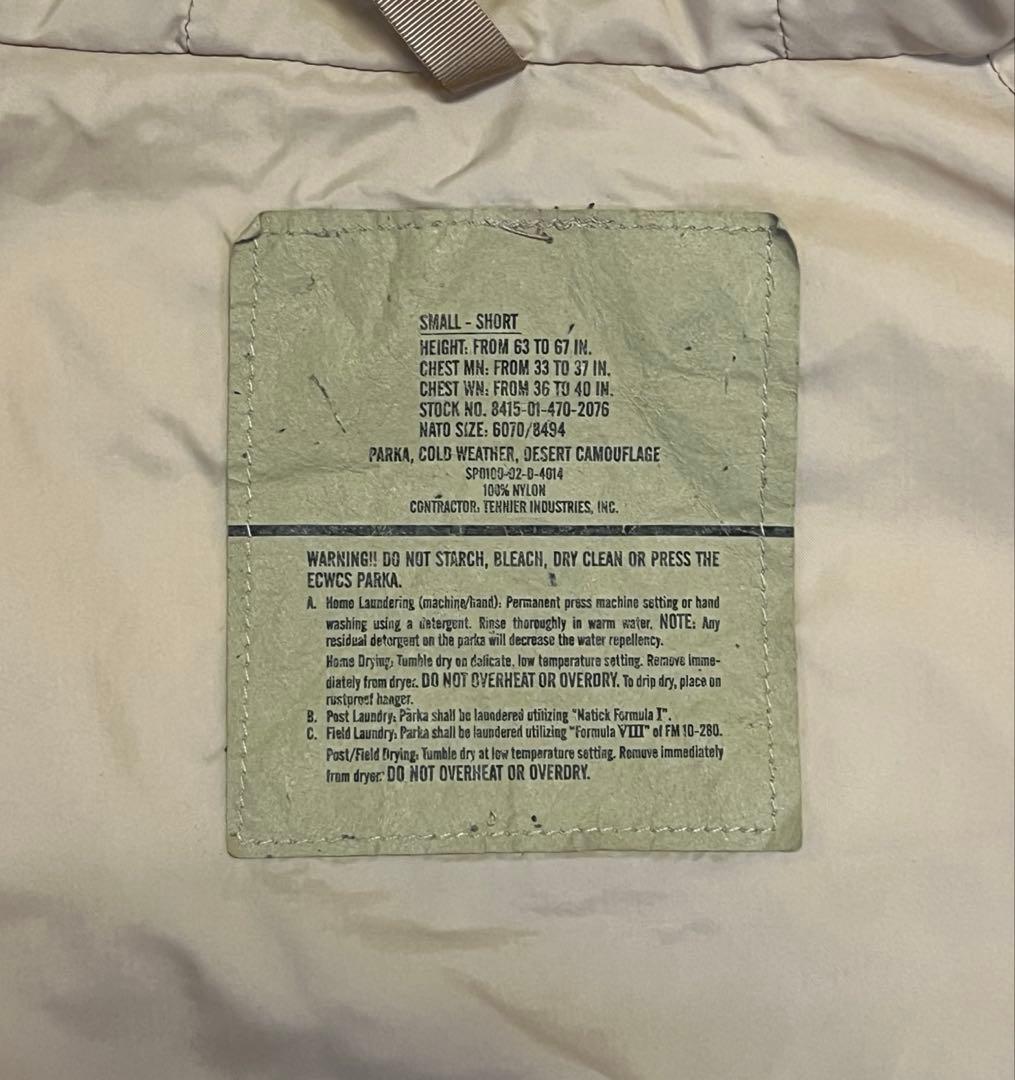 SMALL - SHORT
HEIGHT: FROM 63 TO 67 IN.
CHEST MN: FROM 33 TO 37 IN.
CHEST WN: FROM 36 TO 40 IN.
STOCK NO. 8415-01-470-2076
NATO SIZE: 6070/8494
PARKA, COLD WEATHER, DESERT CAMOUFLAGE
SP0100-02-D-4014
100% NYLON
CONTRACTOR: TENNIER INDUSTRIES, INC.
WARNING!! DO NOT STARCH, BLEACH, DRY CLEAN OR PRESS THE
ECWCS PARKA.
A. Home Laundering (machine/hand): Permanent press machine setting or hand
washing using a detergent. Rinse thoroughly in warm water. NOTE: Any
residual detergent on the parka will decrease the water repellency.
Home Drying: Tumble dry on delicate, low temperature setting. Remove imme-
diately from dryer. DO NOT OVERHEAT OR OVERDRY. To drip dry, place on
rustproof hanger.
B. Post Laundry: Parka shall be laundered utilizing "Natick Formula I".
C. Field Laundry: Parka shall be laundered utilizing "Formula VIII" of FM 10-280.
Post/Field Drying: Tumble dry at low temperature setting. Remove immediately
from dryer. DO NOT OVERHEAT OR OVERDRY.